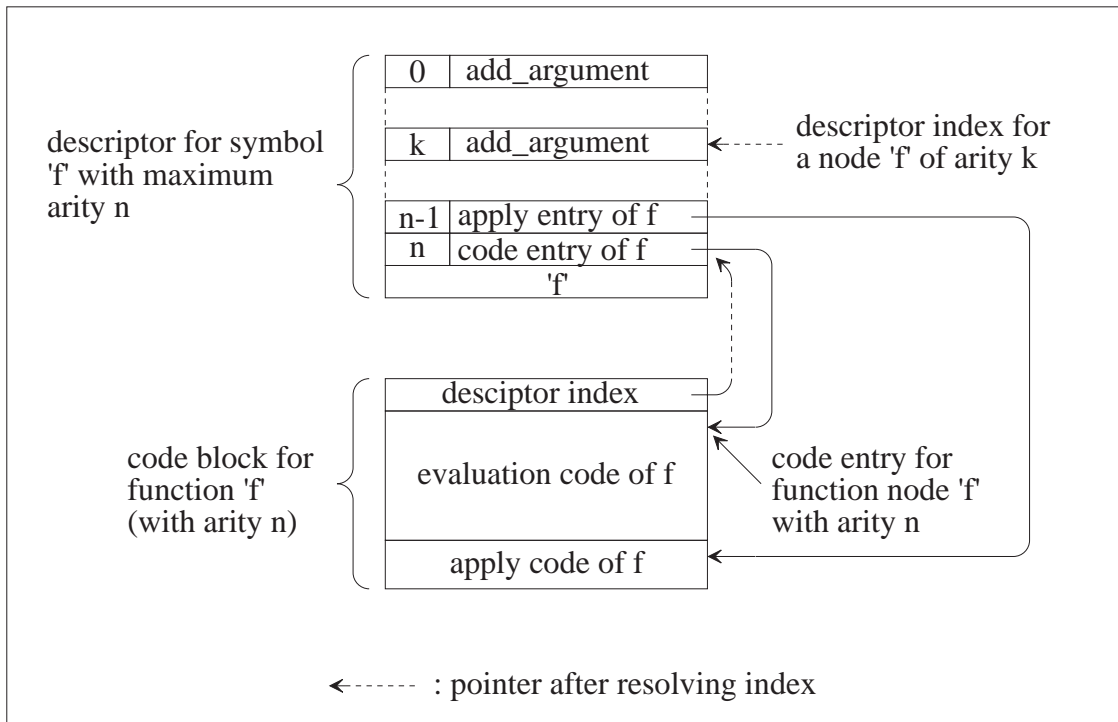 0 add_argument
descriptor for symbol
'f' with maximum
arity n
k add_argument
descriptor index for
a node 'f' of arity k
n-1 apply entry of f
n code entry of f
'f'
desciptor index
code block for
function 'f'
(with arity n)
evaluation code of f
code entry for
function node 'f'
with arity n
apply code of f
: pointer after resolving index